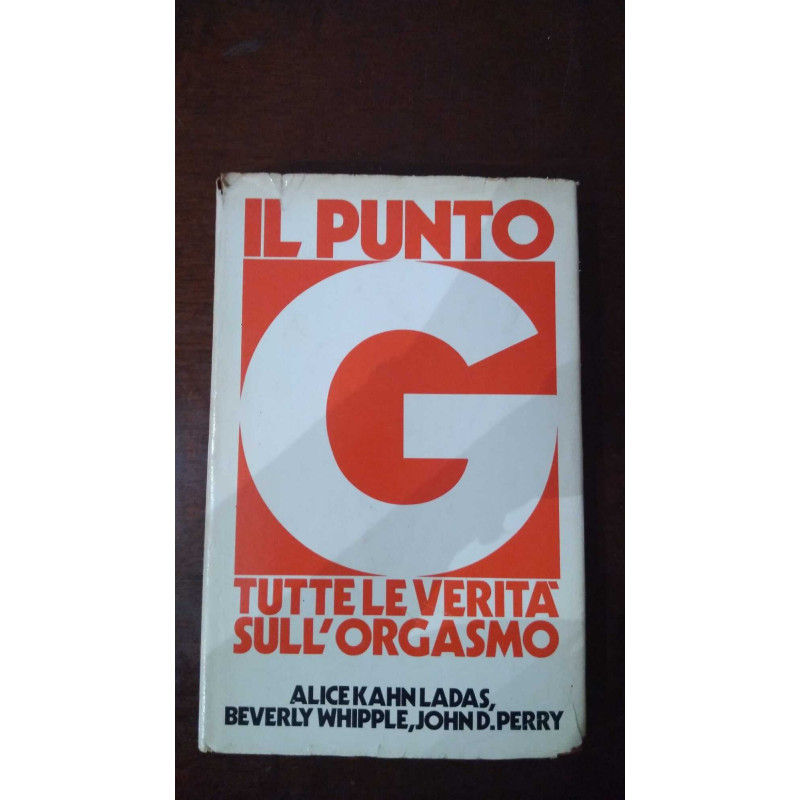 IL PUNTO
G
TUTTE LE VERITÀ
SULL'ORGASMO
ALICE KAHN LADAS,
BEVERLY WHIPPLE, JOHN D. PERRY